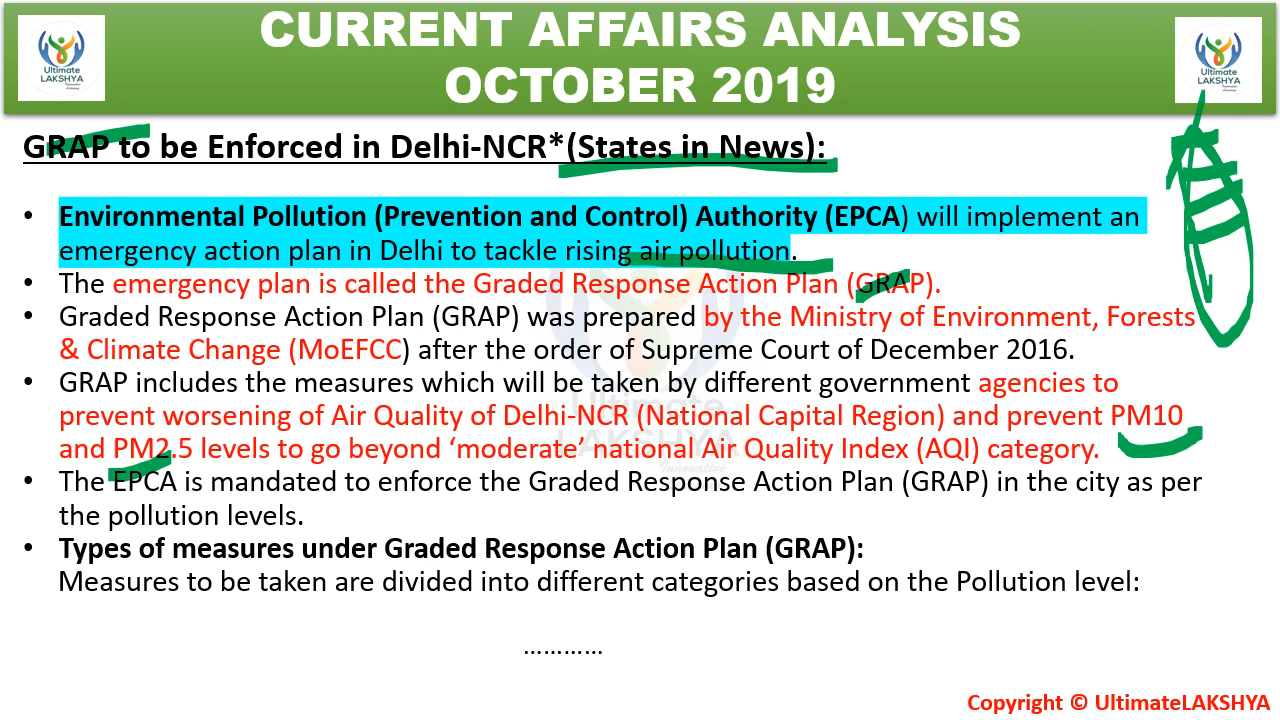 CURRENT AFFAIRS ANALYSIS
OCTOBER 2019
Ultimate
LAKSHYA
Innovative
Learning
Ultimate
LAKSHYA
Innovative
Learning
GRAP to be Enforced in Delhi-NCR*(States in News):
• Environmental Pollution (Prevention and Control) Authority (EPCA) will implement an
emergency action plan in Delhi to tackle rising air pollution.
• The emergency plan is called the Graded Response Action Plan (GRAP).
• Graded Response Action Plan (GRAP) was prepared by the Ministry of Environment, Forests
& Climate Change (MoEFCC) after the order of Supreme Court of December 2016.
• GRAP includes the measures which will be taken by different government agencies to
prevent worsening of Air Quality of Delhi-NCR (National Capital Region) and prevent PM10
and PM2.5 levels to go beyond ‘moderate’ national Air Quality Index (AQI) category.
• The EPCA is mandated to enforce the Graded Response Action Plan (GRAP) in the city as per
the pollution levels.
• Types of measures under Graded Response Action Plan (GRAP):
Measures to be taken are divided into different categories based on the Pollution level:
…………
Ultimate
LAKSHYA
Innovative
Copyright © UltimateLAKSHYA